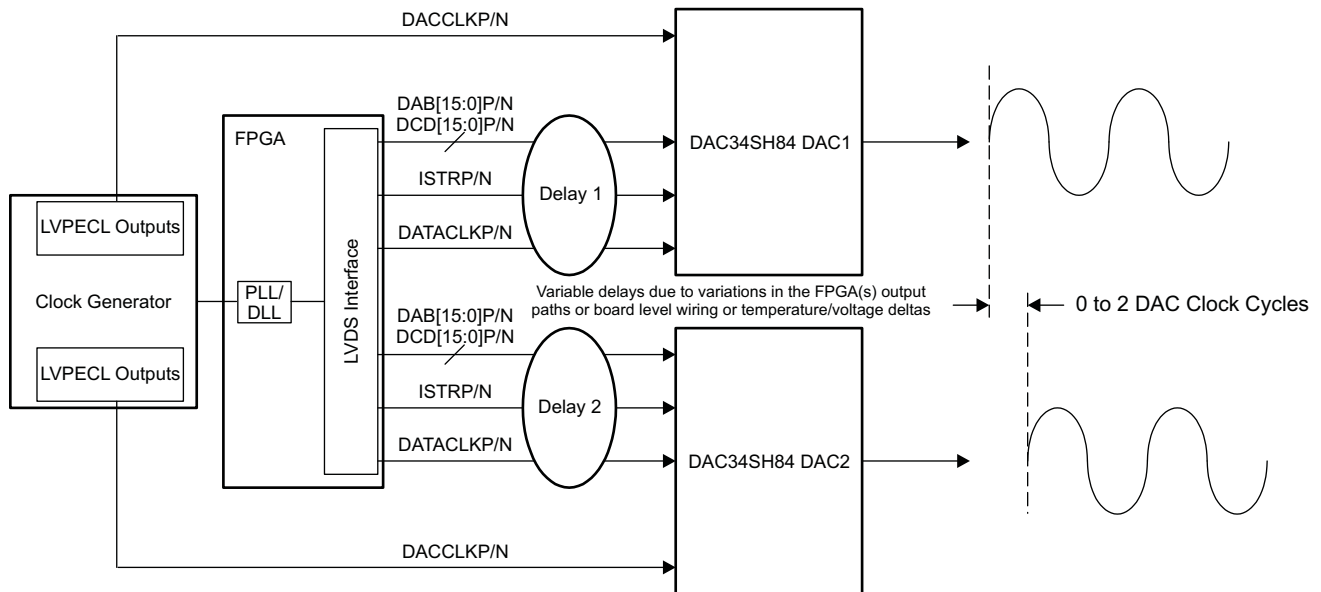 DACCLKP/N
DAB[15:0]P/N
DCD[15:0]P/N
FPGA
DAC34SH84 DAC1
ISTRP/N
Delay 1
LVPECL Outputs
DATACLKP/N
LVDS Interface
Clock Generator
PLL/
DLL
Variable delays due to variations in the FPGA(s) output
paths or board level wiring or temperature/voltage deltas
0 to 2 DAC Clock Cycles
DAB[15:0]P/N
DCD[15:0]P/N
LVPECL Outputs
ISTRP/N
Delay 2
DATACLKP/N
DAC34SH84 DAC2
DACCLKP/N